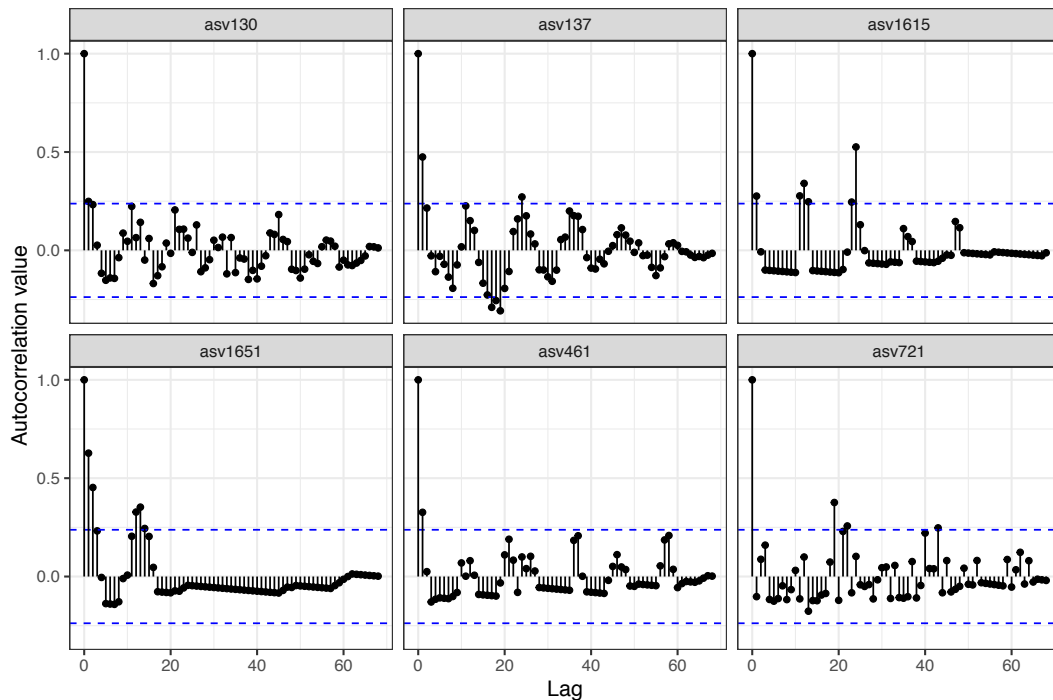 asv130 asv137 asv1615
1.0
0.5
0.0
asv1651 asv461 asv721
1.0
0.5
0.0
0 20 40 60 0 20 40 60 0 20 40 60
Lag
Autocorrelation value